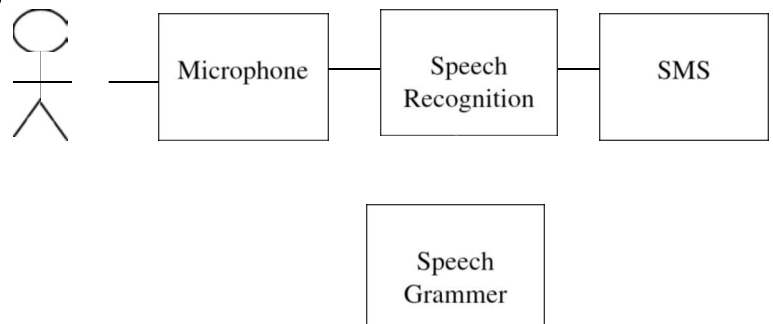 Microphone
Speech
Recognition
SMS
Speech
Grammer